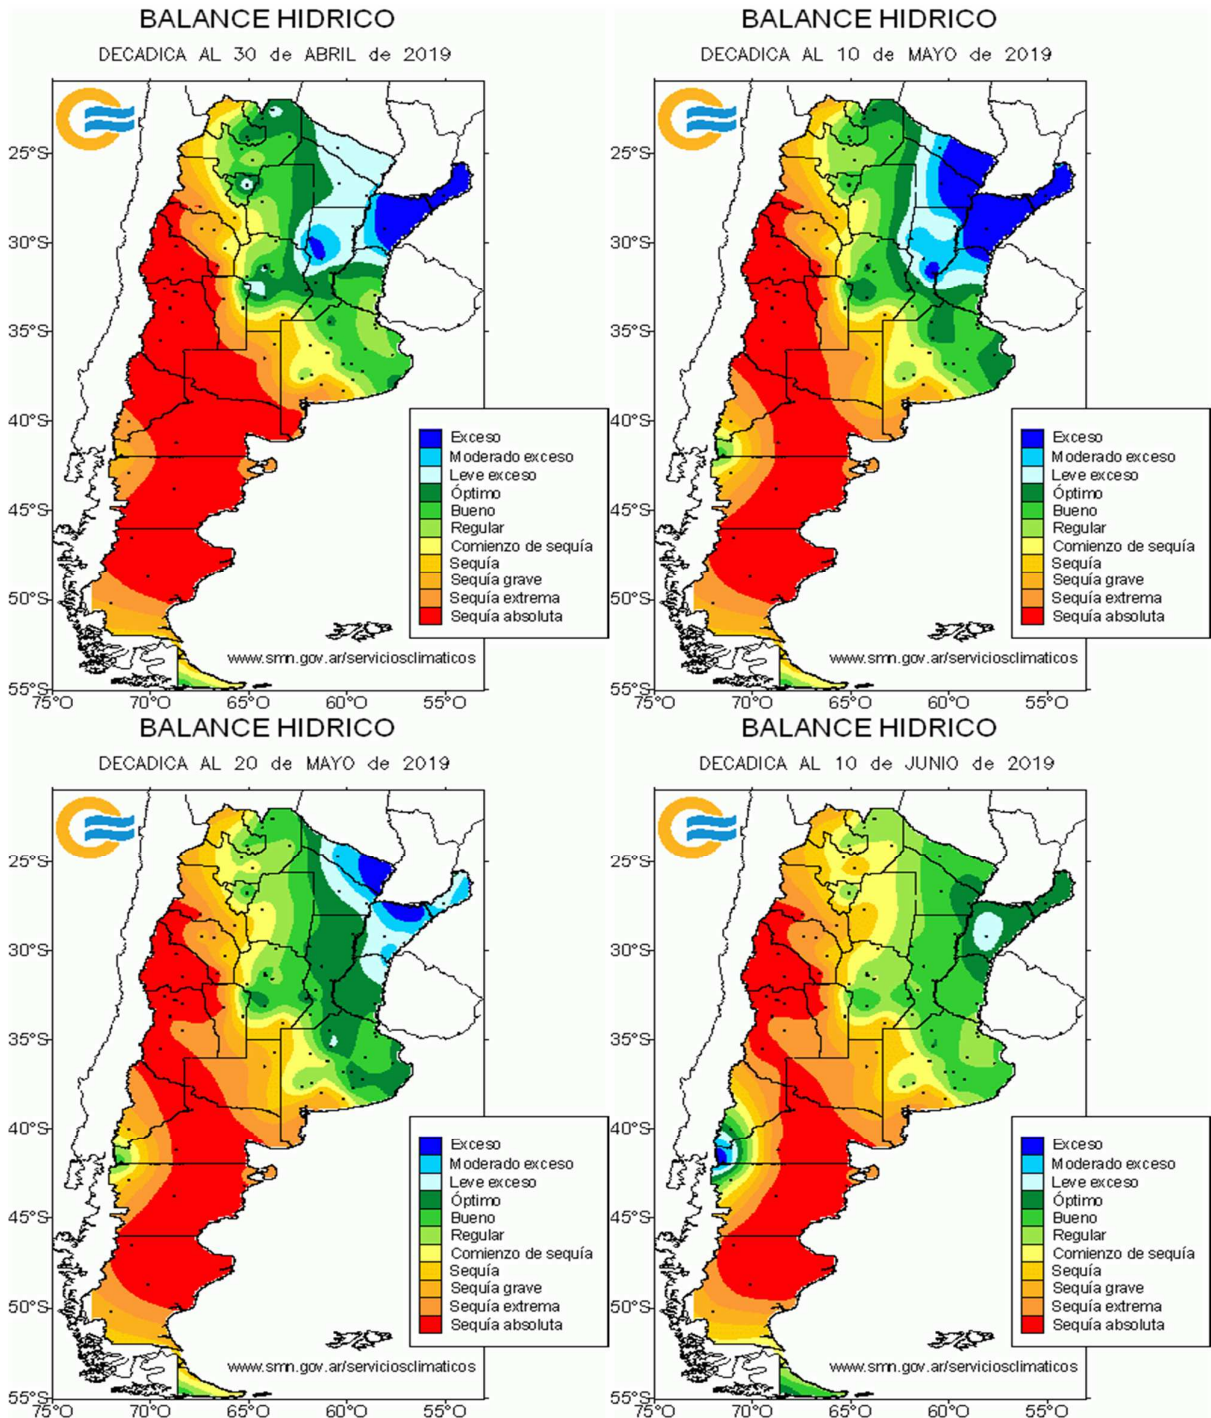 BALANCE HIDRICO
DECADICA AL 30 de ABRIL de 2019
25°S
30°S
35°S
40°S
45°S
50°S
55°S
75°O
70°O
65°O
60°O
55°O
Exceso
Moderado exceso
Leve exceso
Óptimo
Bueno
Regular
Comienzo de sequía
Sequía
Sequía grave
Sequía extrema
Sequía absoluta
www.smn.gov.ar/serviciosclimaticos
BALANCE HIDRICO
DECADICA AL 10 de MAYO de 2019
25°S
30°S
35°S
40°S
45°S
50°S
55°S
75°O
70°O
65°O
60°O
55°O
Exceso
Moderado exceso
Leve exceso
Óptimo
Bueno
Regular
Comienzo de sequía
Sequía
Sequía grave
Sequía extrema
Sequía absoluta
www.smn.gov.ar/serviciosclimaticos
BALANCE HIDRICO
DECADICA AL 20 de MAYO de 2019
25°S
30°S
35°S
40°S
45°S
50°S
55°S
75°O
70°O
65°O
60°O
55°O
Exceso
Moderado exceso
Leve exceso
Óptimo
Bueno
Regular
Comienzo de sequía
Sequía
Sequía grave
Sequía extrema
Sequía absoluta
www.smn.gov.ar/serviciosclimaticos
BALANCE HIDRICO
DECADICA AL 10 de JUNIO de 2019
25°S
30°S
35°S
40°S
45°S
50°S
55°S
75°O
70°O
65°O
60°O
55°O
Exceso
Moderado exceso
Leve exceso
Óptimo
Bueno
Regular
Comienzo de sequía
Sequía
Sequía grave
Sequía extrema
Sequía absoluta
www.smn.gov.ar/serviciosclimaticos